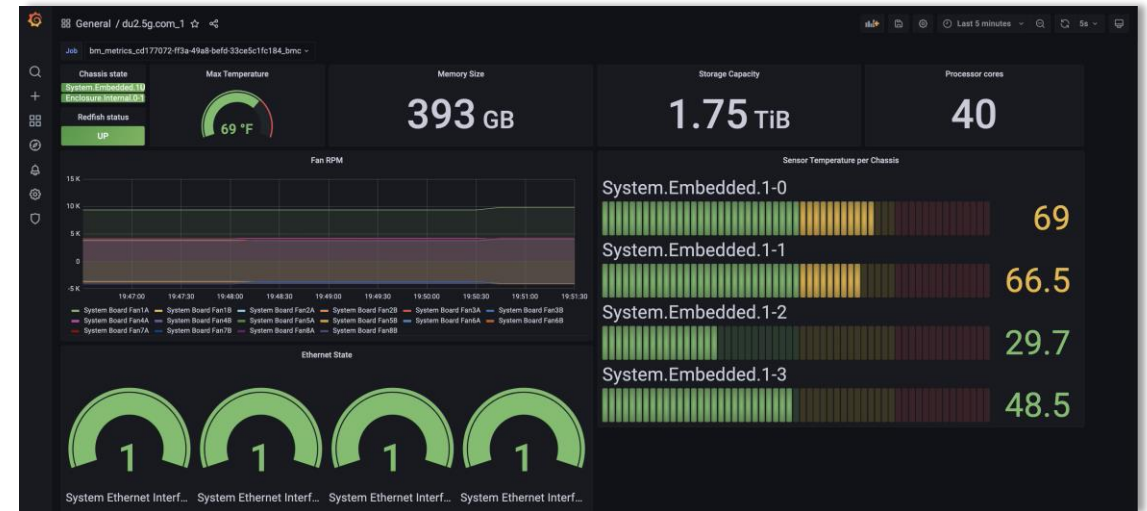 General / du2.5g.com_1
Last 5 minutes
5s
Job bm_metrics_cd177072-ff3a-49a8-befd-33ce5c1fc184_bmc
Chassis state
System.Embedded.1U
Enclosure.Internal.0-1
Redfish status
UP
Max Temperature
69 °F
Memory Size
393 GB
Storage Capacity
1.75 TiB
Processor cores
40
Fan RPM
15 K
10 K
5 K
0
-5 K
19:47:00 19:47:30 19:48:00 19:48:30 19:49:00 19:49:30 19:50:00 19:50:30 19:51:00 19:51:30
System Board Fan1A System Board Fan1B System Board Fan2A System Board Fan2B System Board Fan3A System Board Fan3B
System Board Fan4A System Board Fan4B System Board Fan5A System Board Fan5B System Board Fan6A System Board Fan6B
System Board Fan7A System Board Fan7B System Board Fan8A System Board Fan8B
Sensor Temperature per Chassis
System.Embedded.1-0
69
System.Embedded.1-1
66.5
System.Embedded.1-2
29.7
System.Embedded.1-3
48.5
Ethernet State
1 1 1 1
System Ethernet Interf... System Ethernet Interf... System Ethernet Interf... System Ethernet Interf...